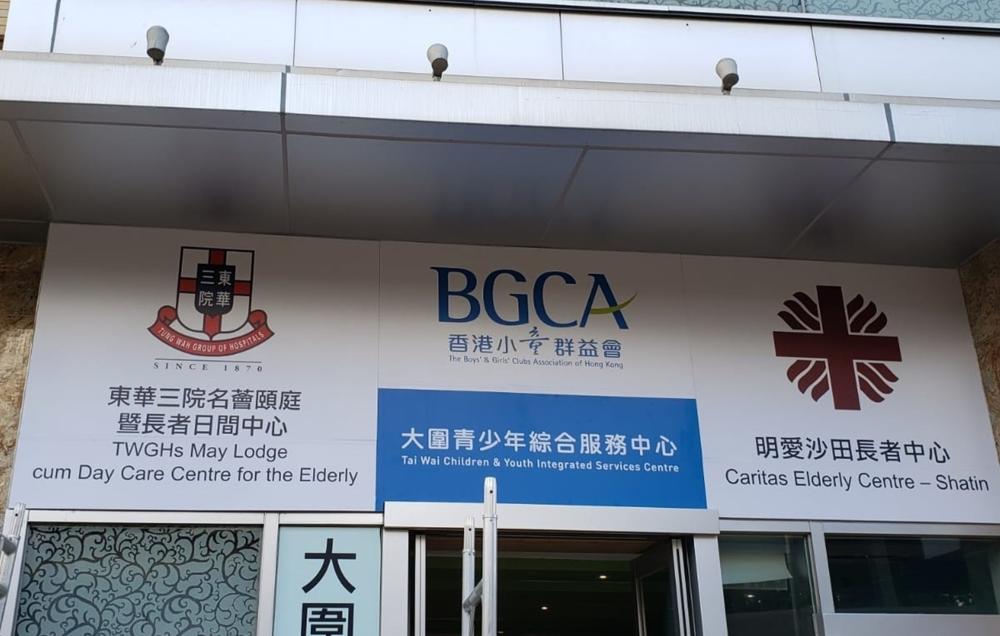 三東
院華
TUNG WAH GROUP OF HOSPITALS
SINCE 1870
東華三院名薈頤庭
暨長者日間中心
TWGHs May Lodge
cum Day Care Centre for the Elderly
BGCA
香港小童群益會
The Boys' & Girls' Clubs Association of Hong Kong
大圍青少年綜合服務中心
Tai Wai Children & Youth Integrated Services Centre
明愛沙田長者中心
Caritas Elderly Centre – Shatin
大
圍